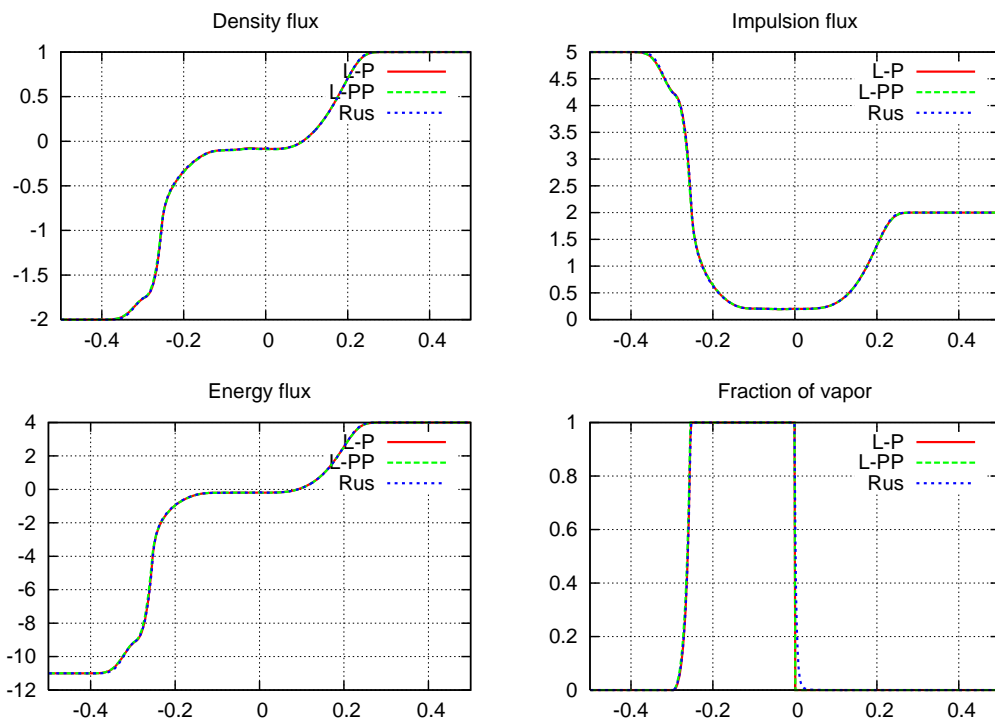 Density flux
1
0.5
0
-0.5
-1
-1.5
-2
-0.4 -0.2 0 0.2 0.4
L-P
L-PP
Rus
Impulsion flux
5
4.5
4
3.5
3
2.5
2
1.5
1
0.5
0
-0.4 -0.2 0 0.2 0.4
L-P
L-PP
Rus
Energy flux
4
2
0
-2
-4
-6
-8
-10
-12
-0.4 -0.2 0 0.2 0.4
L-P
L-PP
Rus
Fraction of vapor
1
0.8
0.6
0.4
0.2
0
-0.4 -0.2 0 0.2 0.4
L-P
L-PP
Rus